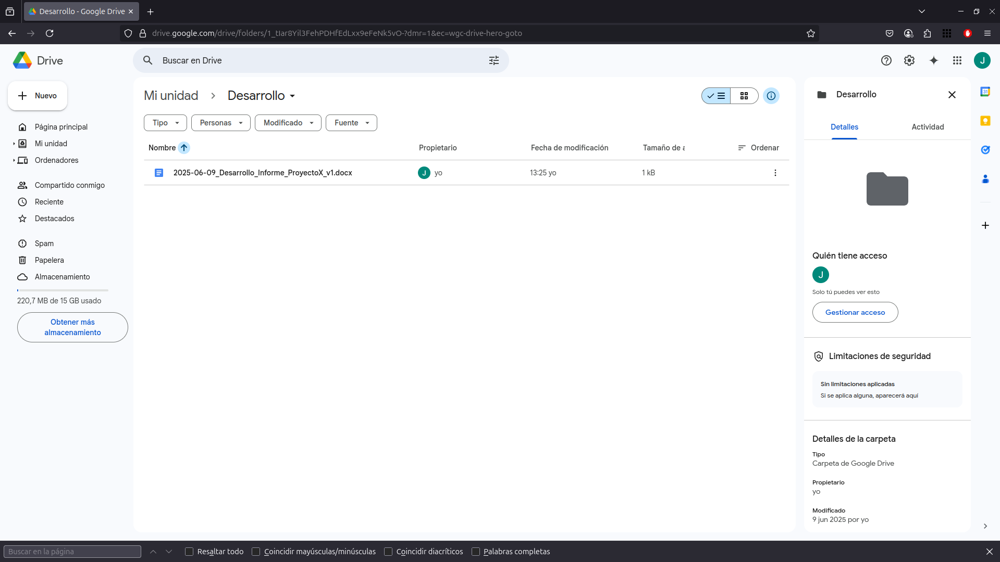 Desarrollo - Google Drive
drive.google.com/drive/folders/1_tIar8Yil3FehPDHfEdLxx9eFeNk5vO-?dmr=1&ec=wgc-drive-hero-goto
Drive
Buscar en Drive
J
Nuevo
Página principal
Mi unidad
Ordenadores
Compartido conmigo
Reciente
Destacados
Spam
Papelera
Almacenamiento
220,7 MB de 15 GB usado
Obtener más
almacenamiento
Mi unidad > Desarrollo
Tipo Personas Modificado Fuente
Nombre Propietario Fecha de modificación Tamaño de a Ordenar
2025-06-09_Desarrollo_Informe_ProyectoX_v1.docx J yo 13:25 yo 1 kB
Desarrollo
Detalles Actividad
Quién tiene acceso
J
Solo tú puedes ver esto
Gestionar acceso
Limitaciones de seguridad
Sin limitaciones aplicadas
Si se aplica alguna, aparecerá aquí
Detalles de la carpeta
Tipo
Carpeta de Google Drive
Propietario
yo
Modificado
9 jun 2025 por yo
31
Buscar en la página Resaltar todo Coincidir mayúsculas/minúsculas Coincidir diacríticos Palabras completas